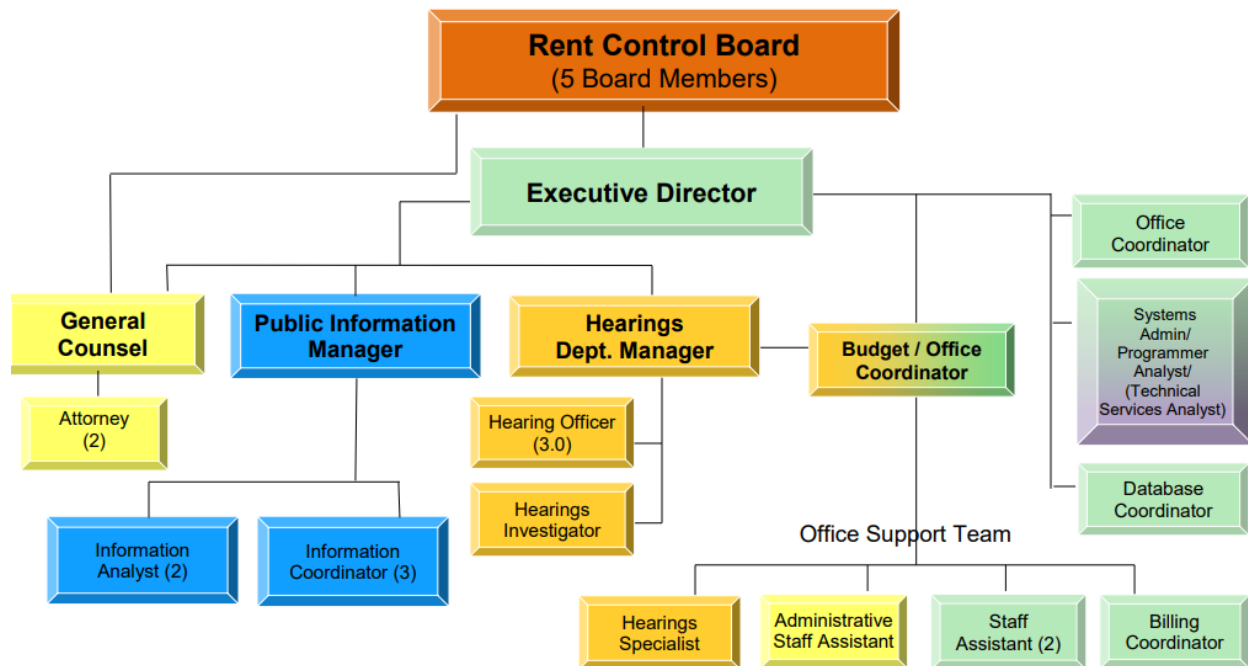 Rent Control Board
(5 Board Members)
Executive Director
Office
Coordinator
General
Counsel
Public Information
Manager
Hearings
Dept. Manager
Budget / Office
Coordinator
Systems
Admin/
Programmer
Analyst/
(Technical
Services Analyst)
Attorney
(2)
Hearing Officer
(3.0)
Hearings
Investigator
Database
Coordinator
Information
Analyst (2)
Information
Coordinator (3)
Office Support Team
Hearings
Specialist
Administrative
Staff Assistant
Staff
Assistant (2)
Billing
Coordinator